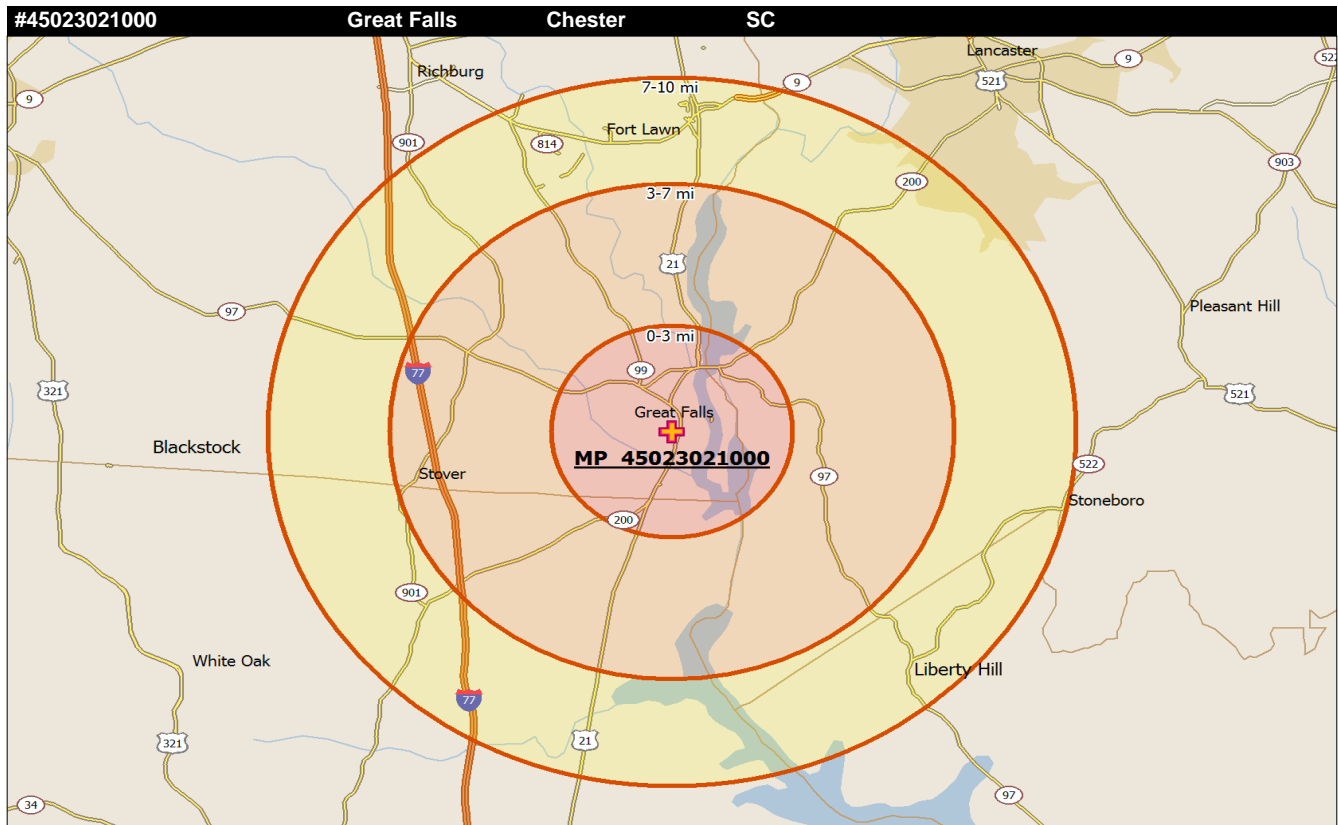 #45023021000 Great Falls Chester SC
Lancaster
9
522
Richburg
521
7-10 mi
9
9
Fort Lawn
901
814
903
200
3-7 mi
21
Pleasant Hill
97
0-3 mi
77
99
321
521
Great Falls
Blackstock
MP 45023021000
522
Stover
97
Stoneboro
200
901
White Oak
Liberty Hill
77
321
21
97
34